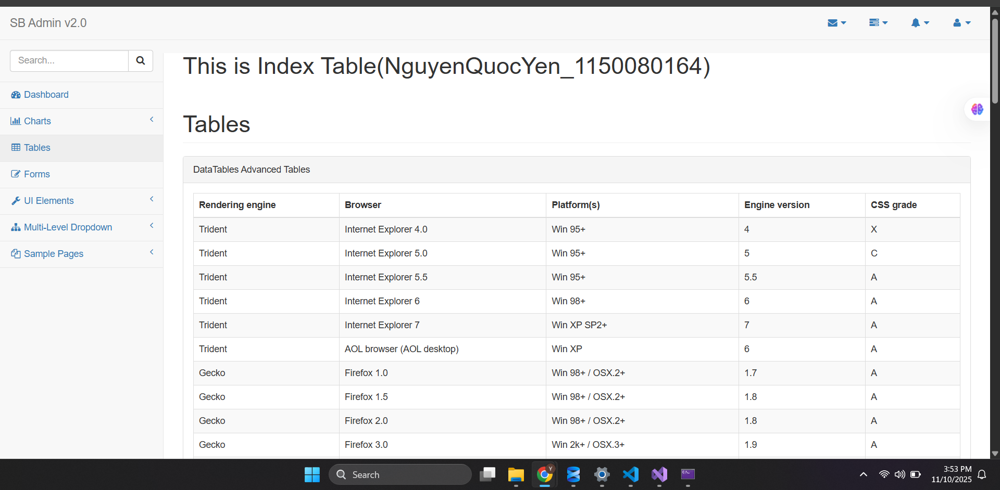 SB Admin v2.0
Search...
Dashboard
Charts
Tables
Forms
UI Elements
Multi-Level Dropdown
Sample Pages
This is Index Table(NguyenQuocYen_1150080164)
Tables
DataTables Advanced Tables
Rendering engine Browser Platform(s) Engine version CSS grade
Trident Internet Explorer 4.0 Win 95+ 4 X
Trident Internet Explorer 5.0 Win 95+ 5 C
Trident Internet Explorer 5.5 Win 95+ 5.5 A
Trident Internet Explorer 6 Win 98+ 6 A
Trident Internet Explorer 7 Win XP SP2+ 7 A
Trident AOL browser (AOL desktop) Win XP 6 A
Gecko Firefox 1.0 Win 98+ / OSX.2+ 1.7 A
Gecko Firefox 1.5 Win 98+ / OSX.2+ 1.8 A
Gecko Firefox 2.0 Win 98+ / OSX.2+ 1.8 A
Gecko Firefox 3.0 Win 2k+ / OSX.3+ 1.9 A
Search
Y
3:53 PM
11/10/2025